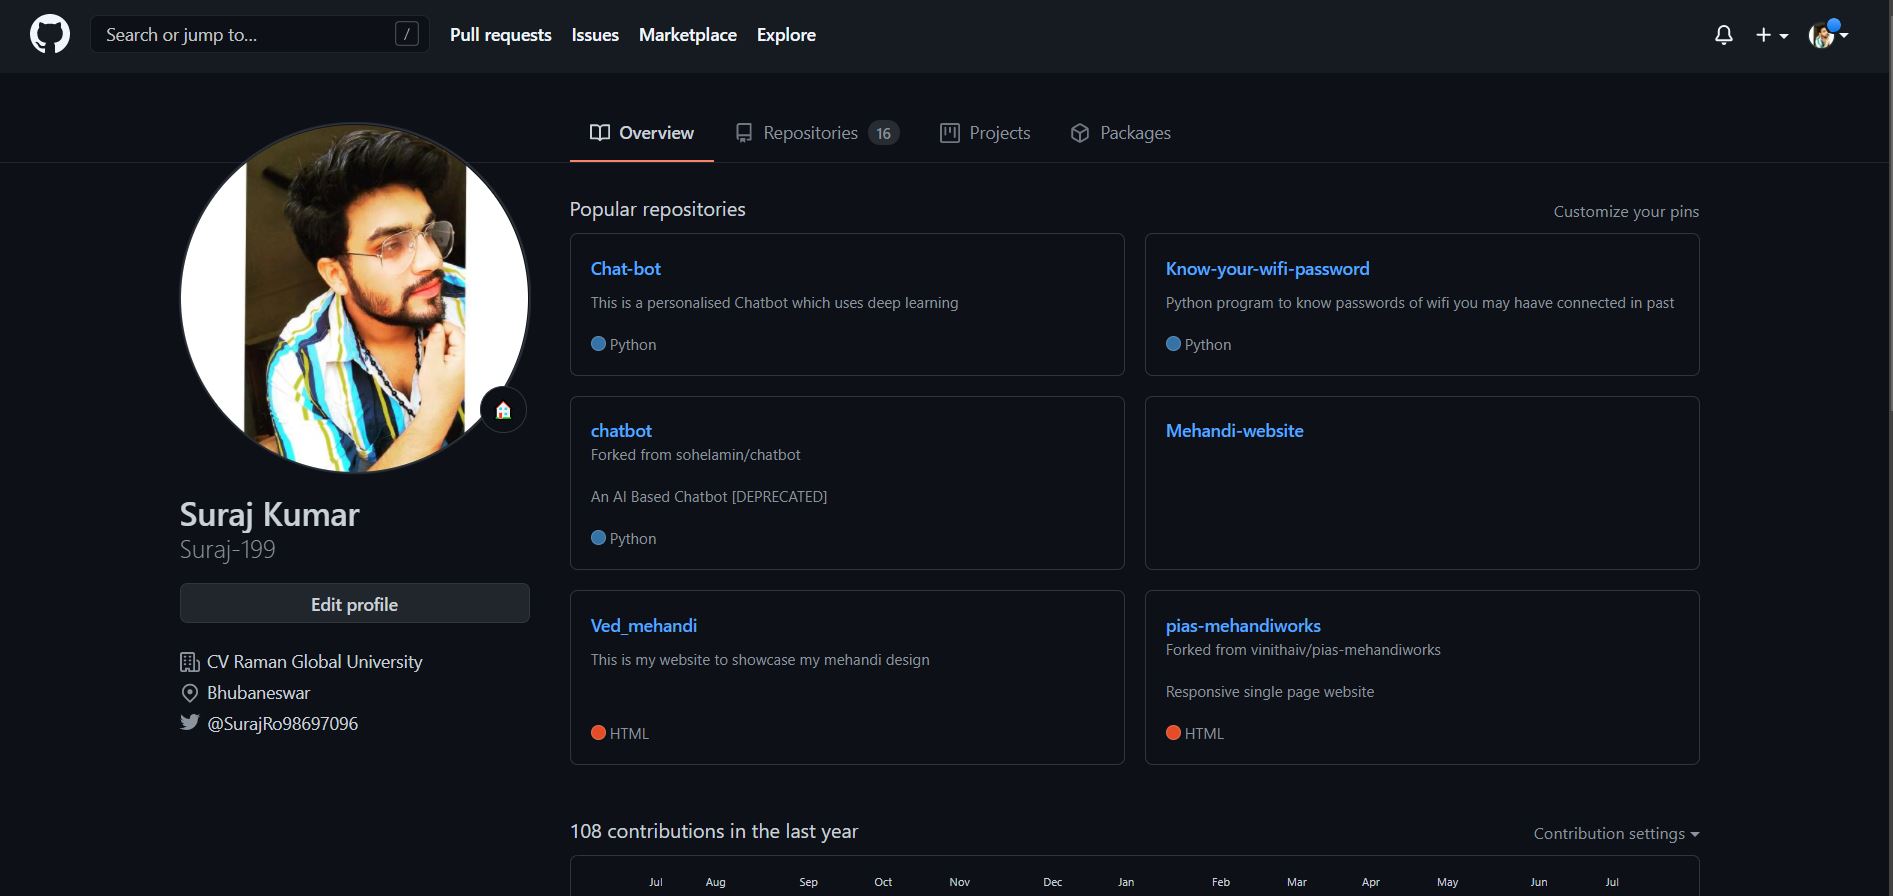 Search or jump to...
/
Pull requests
Issues
Marketplace
Explore
Overview
Repositories 16
Projects
Packages
Suraj Kumar
Suraj-199
Edit profile
CV Raman Global University
Bhubaneswar
@SurajRo98697096
Popular repositories
Customize your pins
Chat-bot
This is a personalised Chatbot which uses deep learning
Python
Know-your-wifi-password
Python program to know passwords of wifi you may haave connected in past
Python
chatbot
Forked from sohelamin/chatbot
An AI Based Chatbot [DEPRECATED]
Python
Mehandi-website
Ved_mehandi
This is my website to showcase my mehandi design
HTML
pias-mehandiworks
Forked from vinithaiv/pias-mehandiworks
Responsive single page website
HTML
108 contributions in the last year
Contribution settings
Jul Aug Sep Oct Nov Dec Jan Feb Mar Apr May Jun Jul